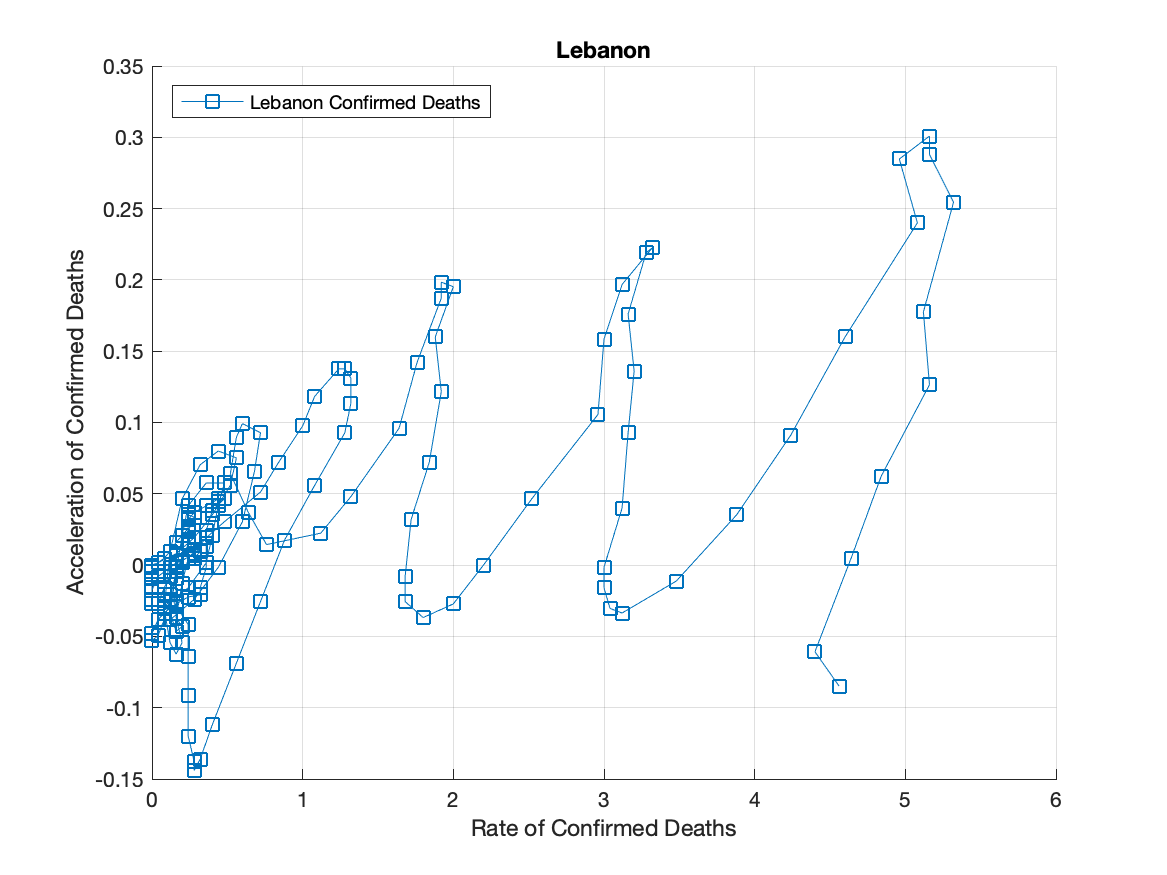 Lebanon
Lebanon Confirmed Deaths
0.35
0.3
0.25
0.2
0.15
0.1
0.05
0
-0.05
-0.1
-0.15
Acceleration of Confirmed Deaths
0 1 2 3 4 5 6
Rate of Confirmed Deaths